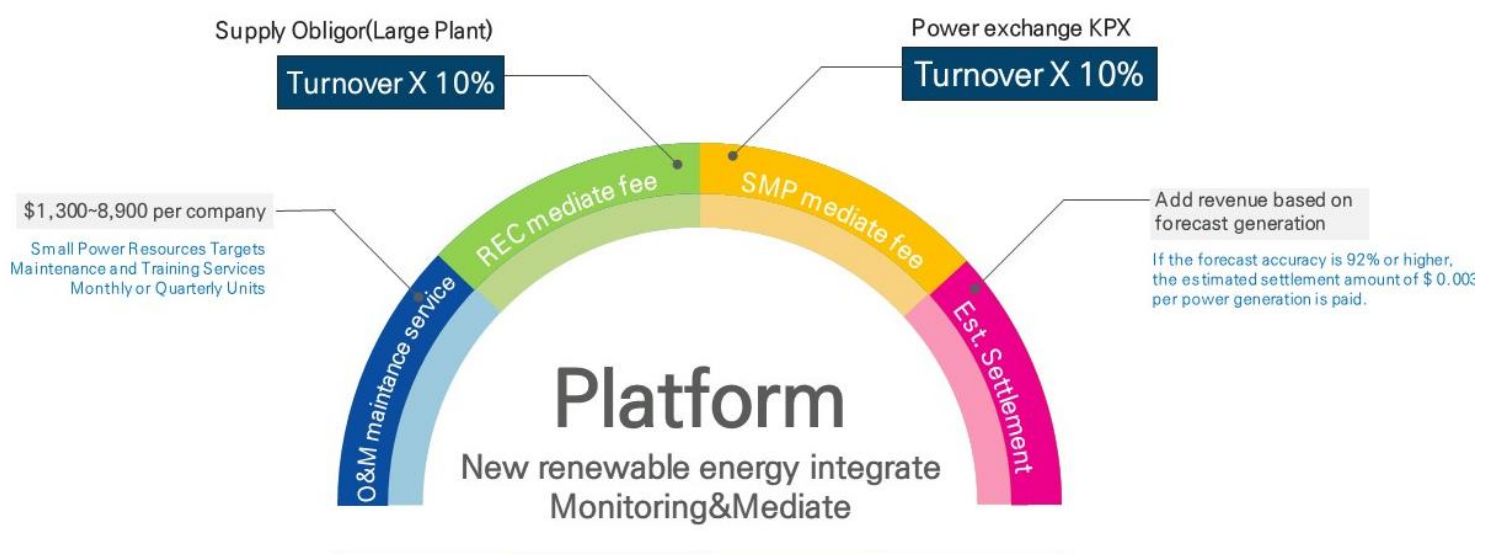 Supply Obligor(Large Plant)
Turnover X 10%
Power exchange KPX
Turnover X 10%
$1,300~8,900 per company
Small Power Resources Targets
Maintenance and Training Services
Monthly or Quarterly Units
O&M maintance service
REC mediate fee
SMP mediate fee
Est. Settlement
Add revenue based on
forecast generation
If the forecast accuracy is 92% or higher,
the estimated settlement amount of $ 0.003
per power generation is paid.
Platform
New renewable energy integrate
Monitoring&Mediate